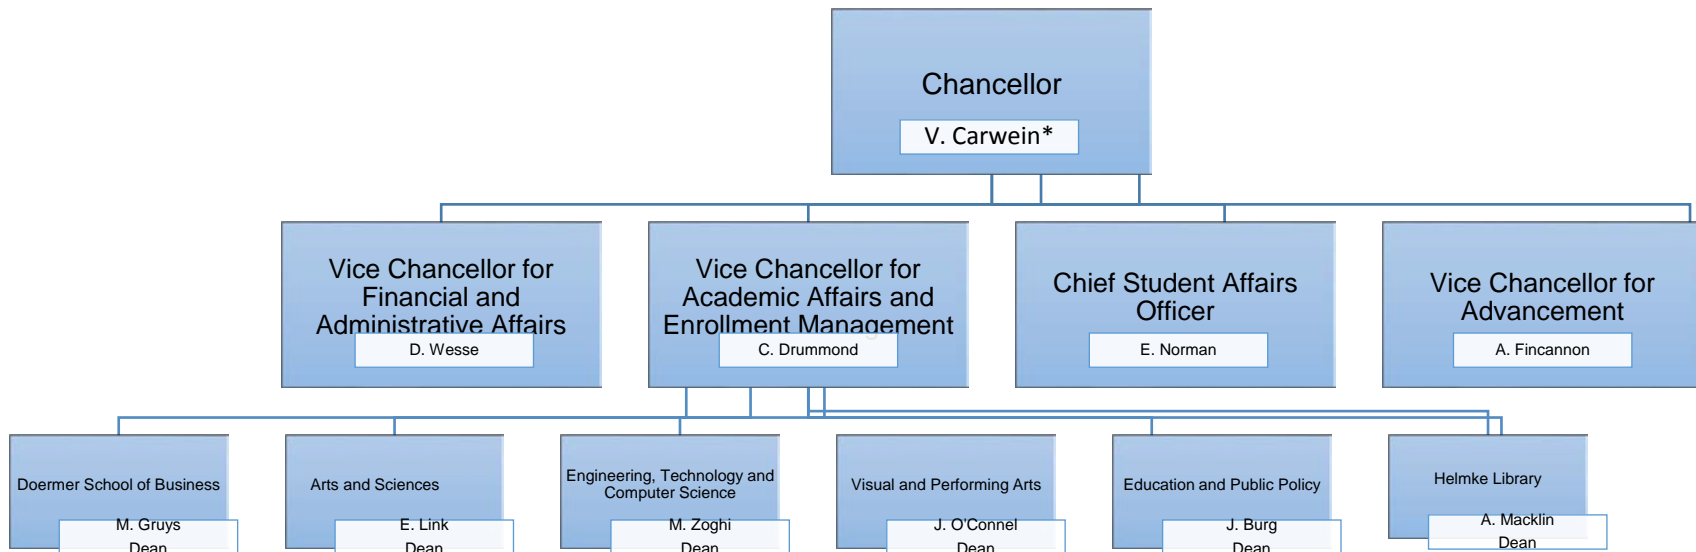 Chancellor
V. Carwein*
Vice Chancellor for
Financial and
Administrative Affairs
D. Wesse
Vice Chancellor for
Academic Affairs and
Enrollment Management
C. Drummond
Chief Student Affairs
Officer
E. Norman
Vice Chancellor for
Advancement
A. Fincannon
Doermer School of Business
M. Gruys
Dean
Arts and Sciences
E. Link
Dean
Engineering, Technology and
Computer Science
M. Zoghi
Dean
Visual and Performing Arts
J. O'Connel
Dean
Education and Public Policy
J. Burg
Dean
Helmke Library
A. Macklin
Dean